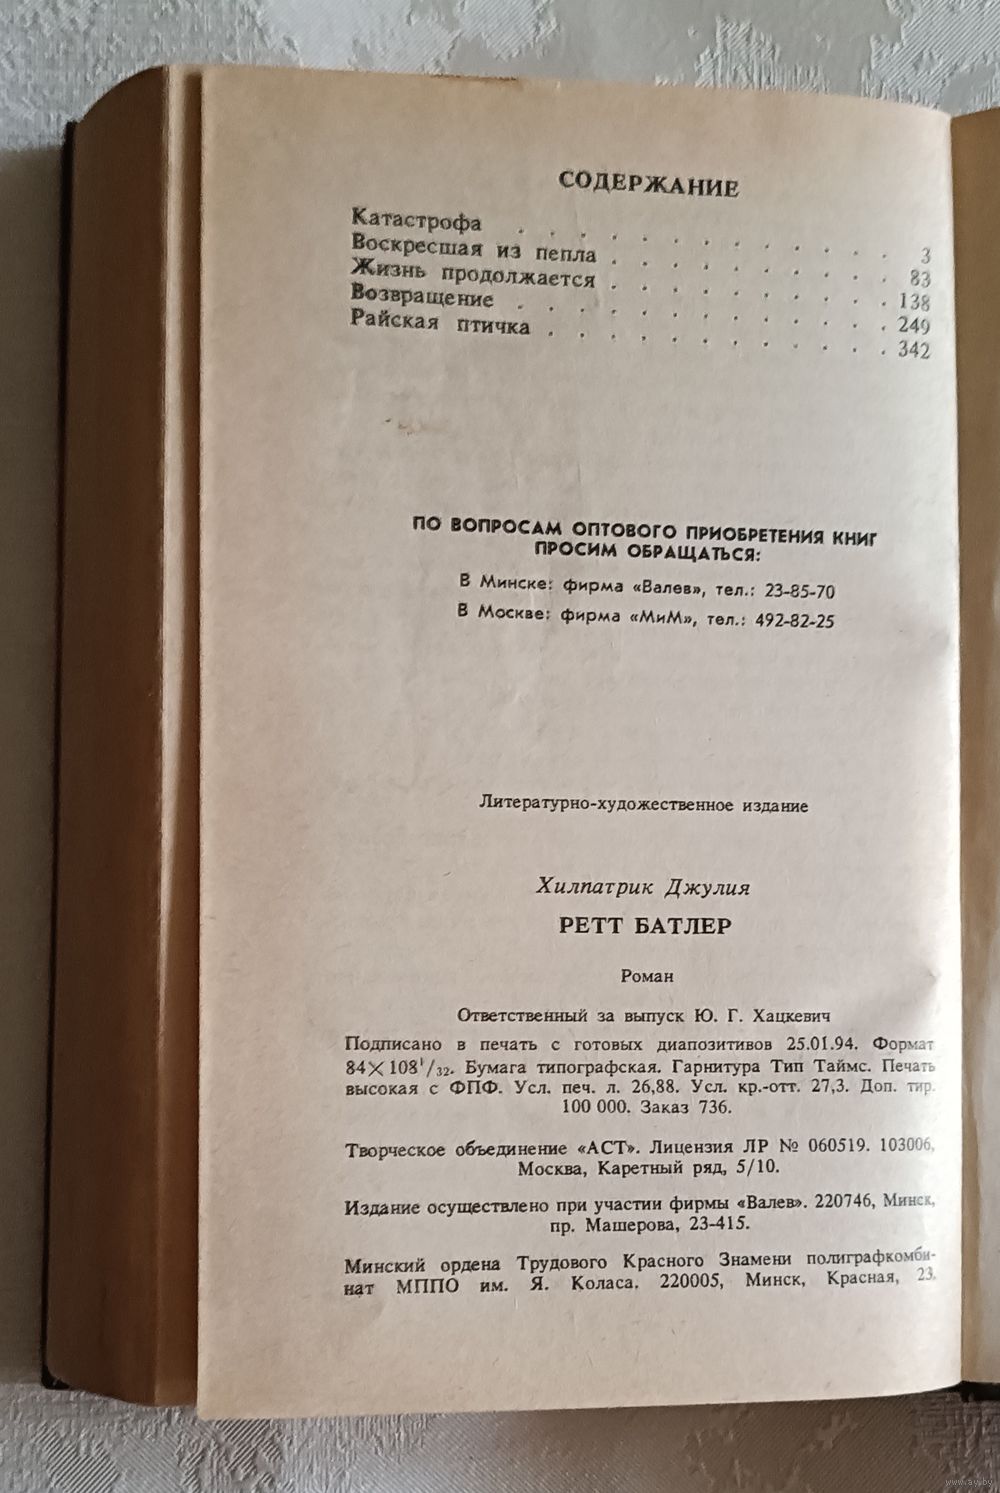 СОДЕРЖАНИЕ
Катастрофа . . . . . . . . . . . . . 3
Воскресшая из пепла . . . . . . . . . . 83
Жизнь продолжается . . . . . . . . . . 138
Возвращение . . . . . . . . . . . . . 249
Райская птичка . . . . . . . . . . . . 342
ПО ВОПРОСАМ ОПТОВОГО ПРИОБРЕТЕНИЯ КНИГ
ПРОСИМ ОБРАЩАТЬСЯ:
В Минске: фирма «Валев», тел.: 23-85-70
В Москве: фирма «МиМ», тел.: 492-82-25
Литературно-художественное издание
Хилпатрик Джулия
РЕТТ БАТЛЕР
Роман
Ответственный за выпуск Ю. Г. Хацкевич
Подписано в печать с готовых диапозитивов 25.01.94. Формат
84×108¹/₃₂. Бумага типографская. Гарнитура Тип Таймс. Печать
высокая с ФПФ. Усл. печ. л. 26,88. Усл. кр.-отт. 27,3. Доп. тир.
100 000. Заказ 736.
Творческое объединение «АСТ». Лицензия ЛР № 060519. 103006,
Москва, Каретный ряд, 5/10.
Издание осуществлено при участии фирмы «Валев». 220746, Минск,
пр. Машерова, 23-415.
Минский ордена Трудового Красного Знамени полиграфкомби-
нат МППО им. Я. Коласа. 220005, Минск, Красная, 23.
www.ay.by